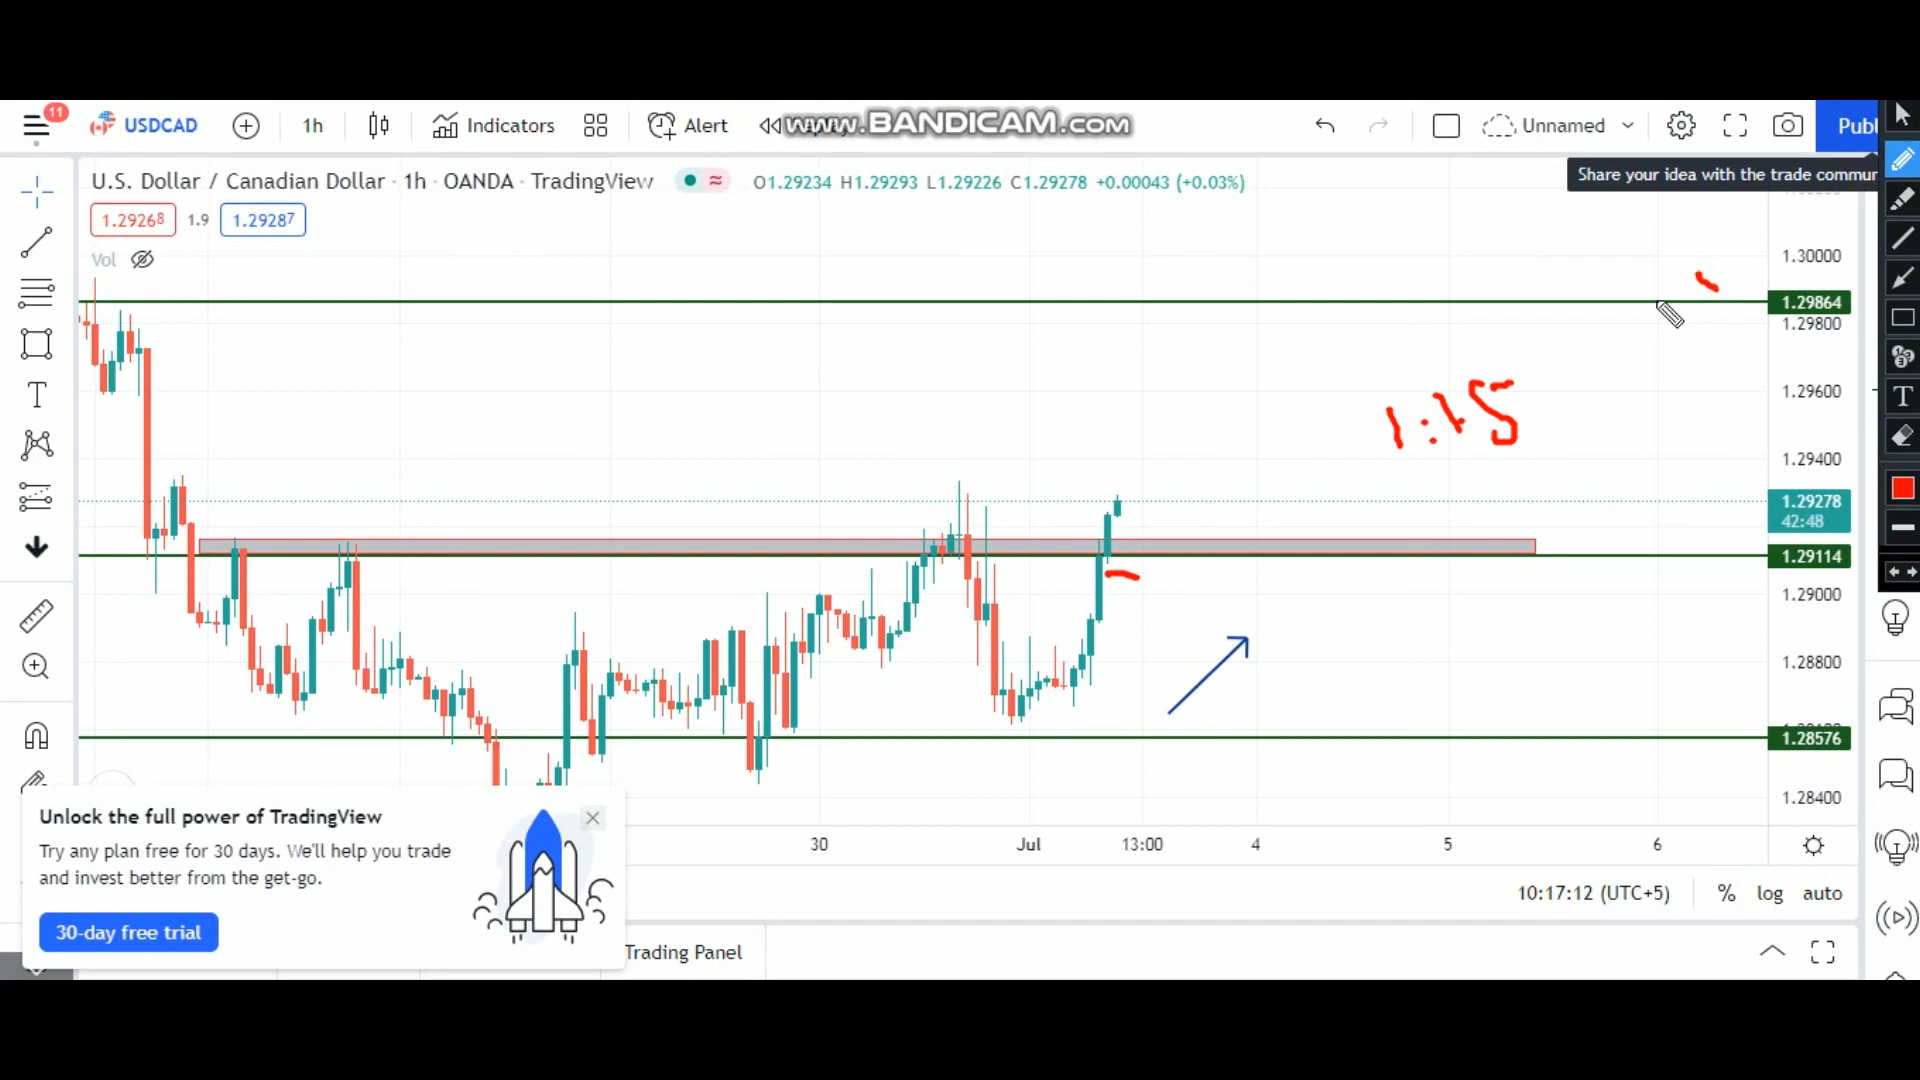 11
USDCAD
1h
Indicators
Alert
www.BANDICAM.com
Unnamed
Publ
Share your idea with the trade commun
U.S. Dollar / Canadian Dollar · 1h · OANDA · TradingView
O1.29234 H1.29293 L1.29226 C1.29278 +0.00043 (+0.03%)
1.29268 1.9 1.29287
Vol
1.30000
1.29864
1.29800
1.29600
1:15
1.29400
1.29278
42:48
1.29114
1.29000
1.28800
1.28576
1.28400
Unlock the full power of TradingView
Try any plan free for 30 days. We'll help you trade
and invest better from the get-go.
30-day free trial
30 Jul 13:00 4 5 6
10:17:12 (UTC+5) % log auto
Trading Panel